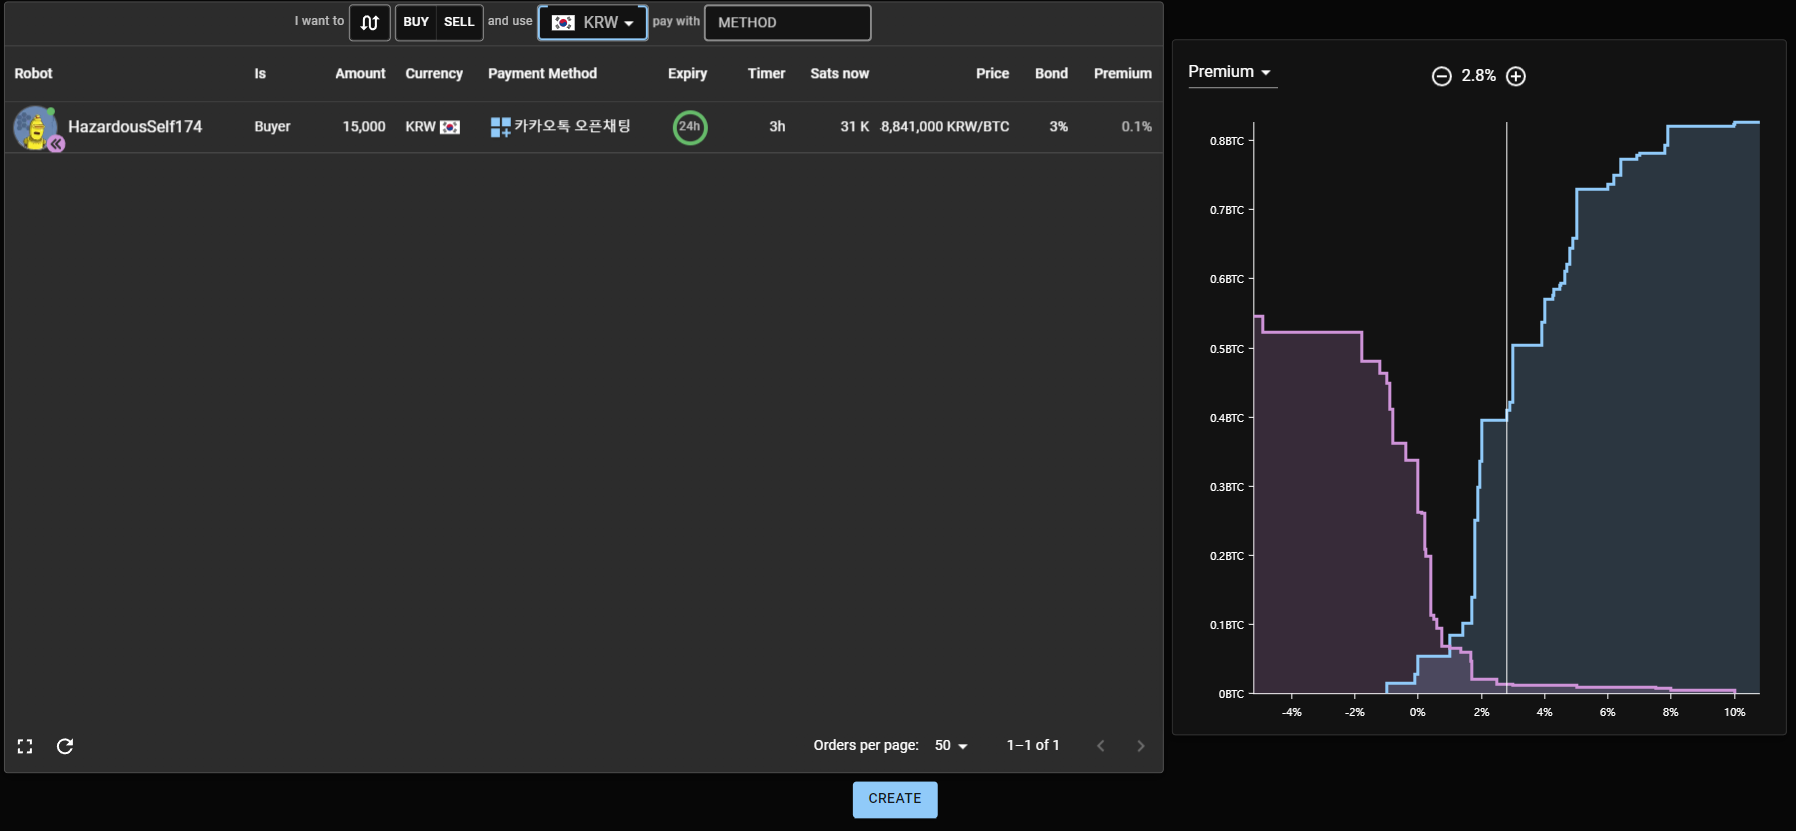 I want to BUY SELL and use KRW pay with METHOD
Robot Is Amount Currency Payment Method Expiry Timer Sats now Price Bond Premium
HazardousSelf174 Buyer 15,000 KRW 카카오톡 오픈채팅 24h 3h 31 K 8,841,000 KRW/BTC 3% 0.1%
Orders per page: 50 1–1 of 1
CREATE
Premium 2.8%
0.8BTC
0.7BTC
0.6BTC
0.5BTC
0.4BTC
0.3BTC
0.2BTC
0.1BTC
0BTC
-4% -2% 0% 2% 4% 6% 8% 10%